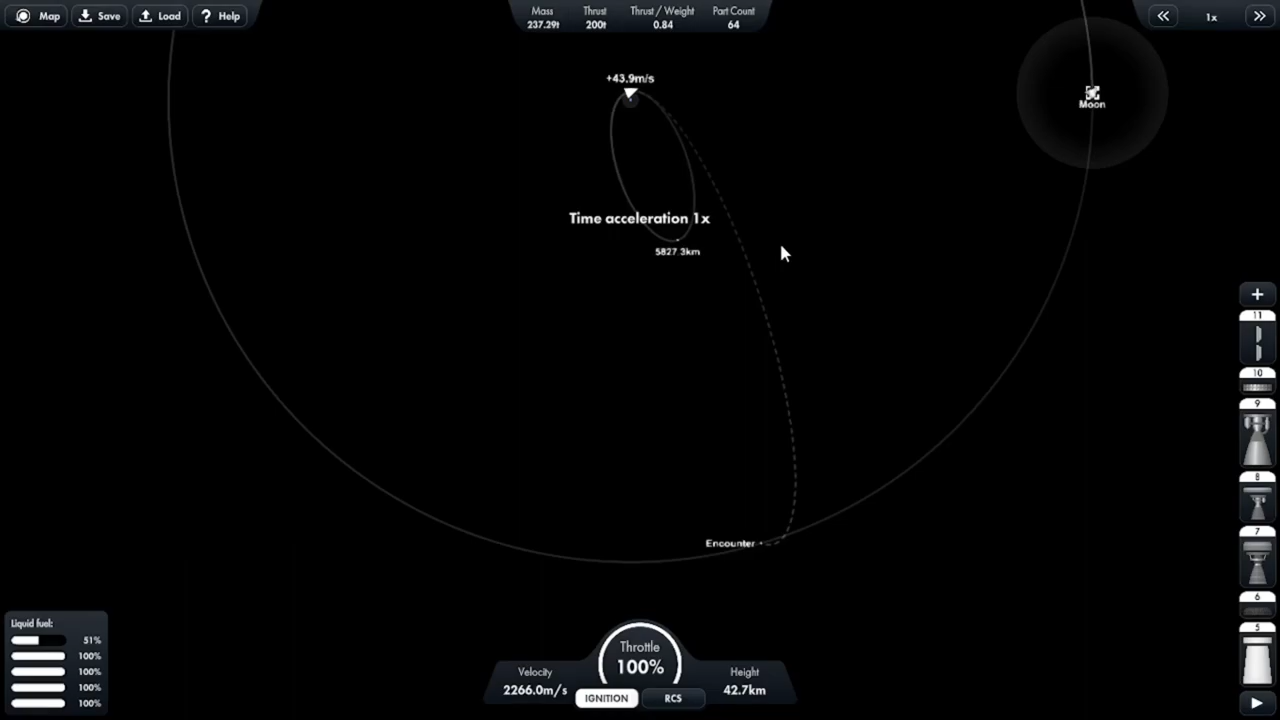 Map
Save
Load
Help
Mass
237.29t
Thrust
200t
Thrust / Weight
0.84
Part Count
64
1x
+43.9m/s
Moon
Time acceleration 1x
5827.3km
Encounter
11
10
9
8
7
6
5
Liquid fuel:
51%
100%
100%
100%
100%
Throttle
100%
Velocity
2266.0m/s
Height
42.7km
IGNITION
RCS